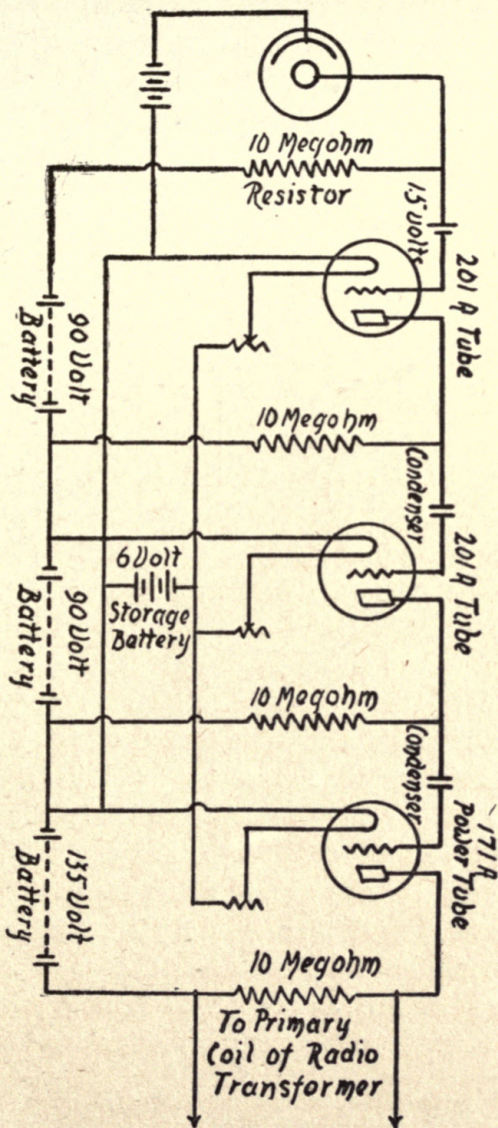 10 Megohm
Resistor
1.5 Volts
201 A Tube
90 Volt
Battery
10 Megohm
Condenser
201 A Tube
6 Volt
Storage
Battery
90 Volt
Battery
10 Megohm
Condenser
'171 A
Power Tube
135 Volt
Battery
10 Megohm
To Primary
Coil of Radio
Transformer